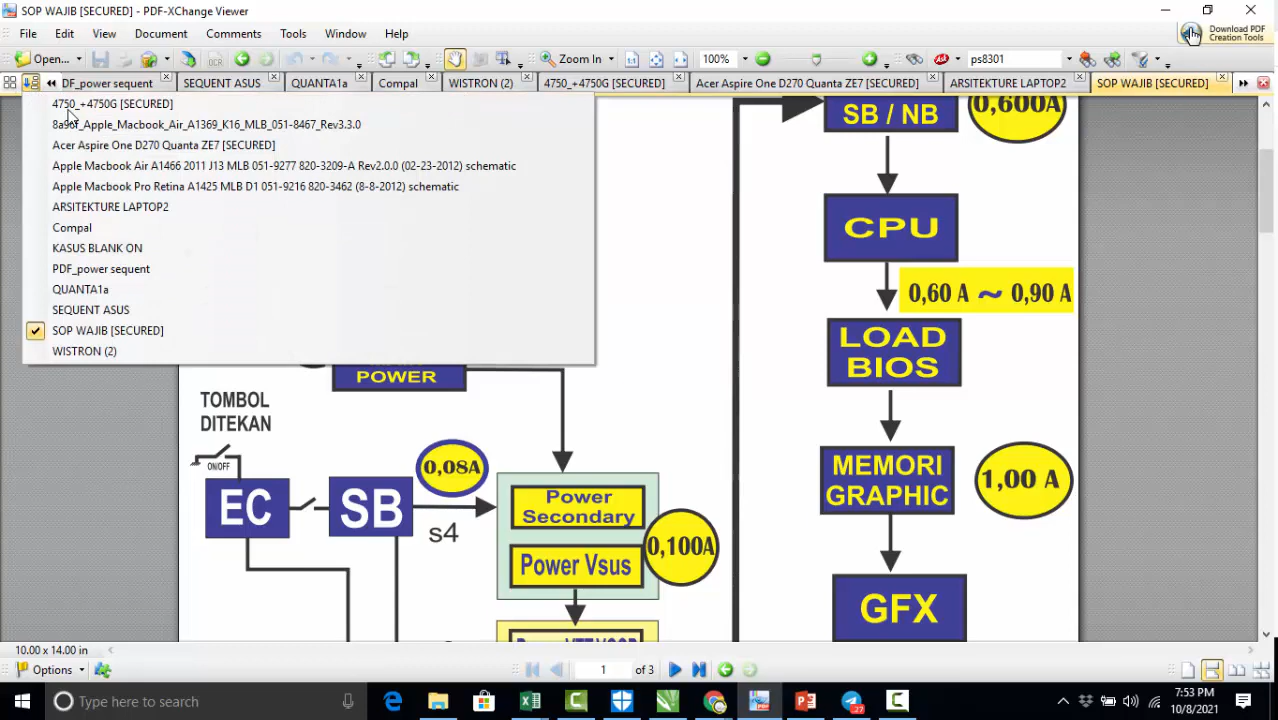 SOP WAJIB [SECURED] - PDF-XChange Viewer
File Edit View Document Comments Tools Window Help
Download PDF
Creation Tools
Open... Zoom In 100% ps8301
DF_power sequent SEQUENT ASUS QUANTA1a Compal WISTRON (2) 4750_+4750G [SECURED] Acer Aspire One D270 Quanta ZE7 [SECURED] ARSITEKTURE LAPTOP2 SOP WAJIB [SECURED]
4750_+4750G [SECURED]
Apple_Macbook_Air_A1369_K16_MLB_051-8467_Rev3.3.0
Acer Aspire One D270 Quanta ZE7 [SECURED]
Apple Macbook Air A1466 2011 J13 MLB 051-9277 820-3209-A Rev2.0.0 (02-23-2012) schematic
Apple Macbook Pro Retina A1425 MLB D1 051-9216 820-3462 (8-8-2012) schematic
ARSITEKTURE LAPTOP2
Compal
KASUS BLANK ON
PDF_power sequent
QUANTA1a
SEQUENT ASUS
SOP WAJIB [SECURED]
WISTRON (2)
POWER
TOMBOL
DITEKAN
ON/OFF
EC
SB
0,08A
s4
Power
Secondary
Power Vsus
0,100A
SB / NB
0,600A
CPU
0,60 A ~ 0,90 A
LOAD
BIOS
MEMORI
GRAPHIC
1,00 A
GFX
10.00 x 14.00 in
Options 1 of 3
Type here to search
27
7:53 PM
10/8/2021